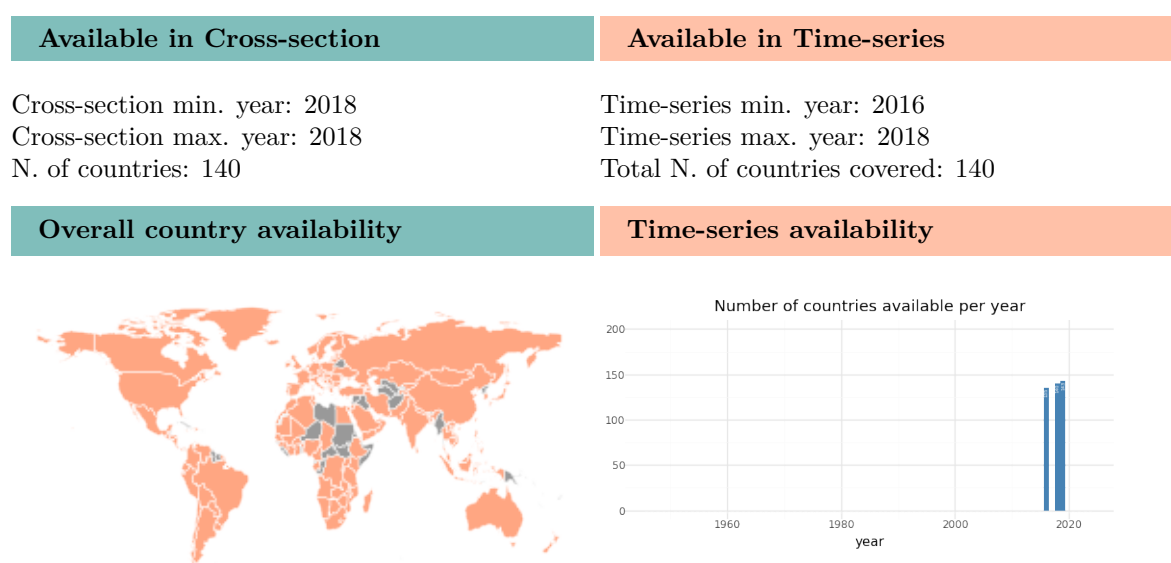 Available in Cross-section
Available in Time-series
Cross-section min. year: 2018
Cross-section max. year: 2018
N. of countries: 140
Time-series min. year: 2016
Time-series max. year: 2018
Total N. of countries covered: 140
Overall country availability
Time-series availability
Number of countries available per year
200
150
100
50
0
1960
1980
2000
2020
year